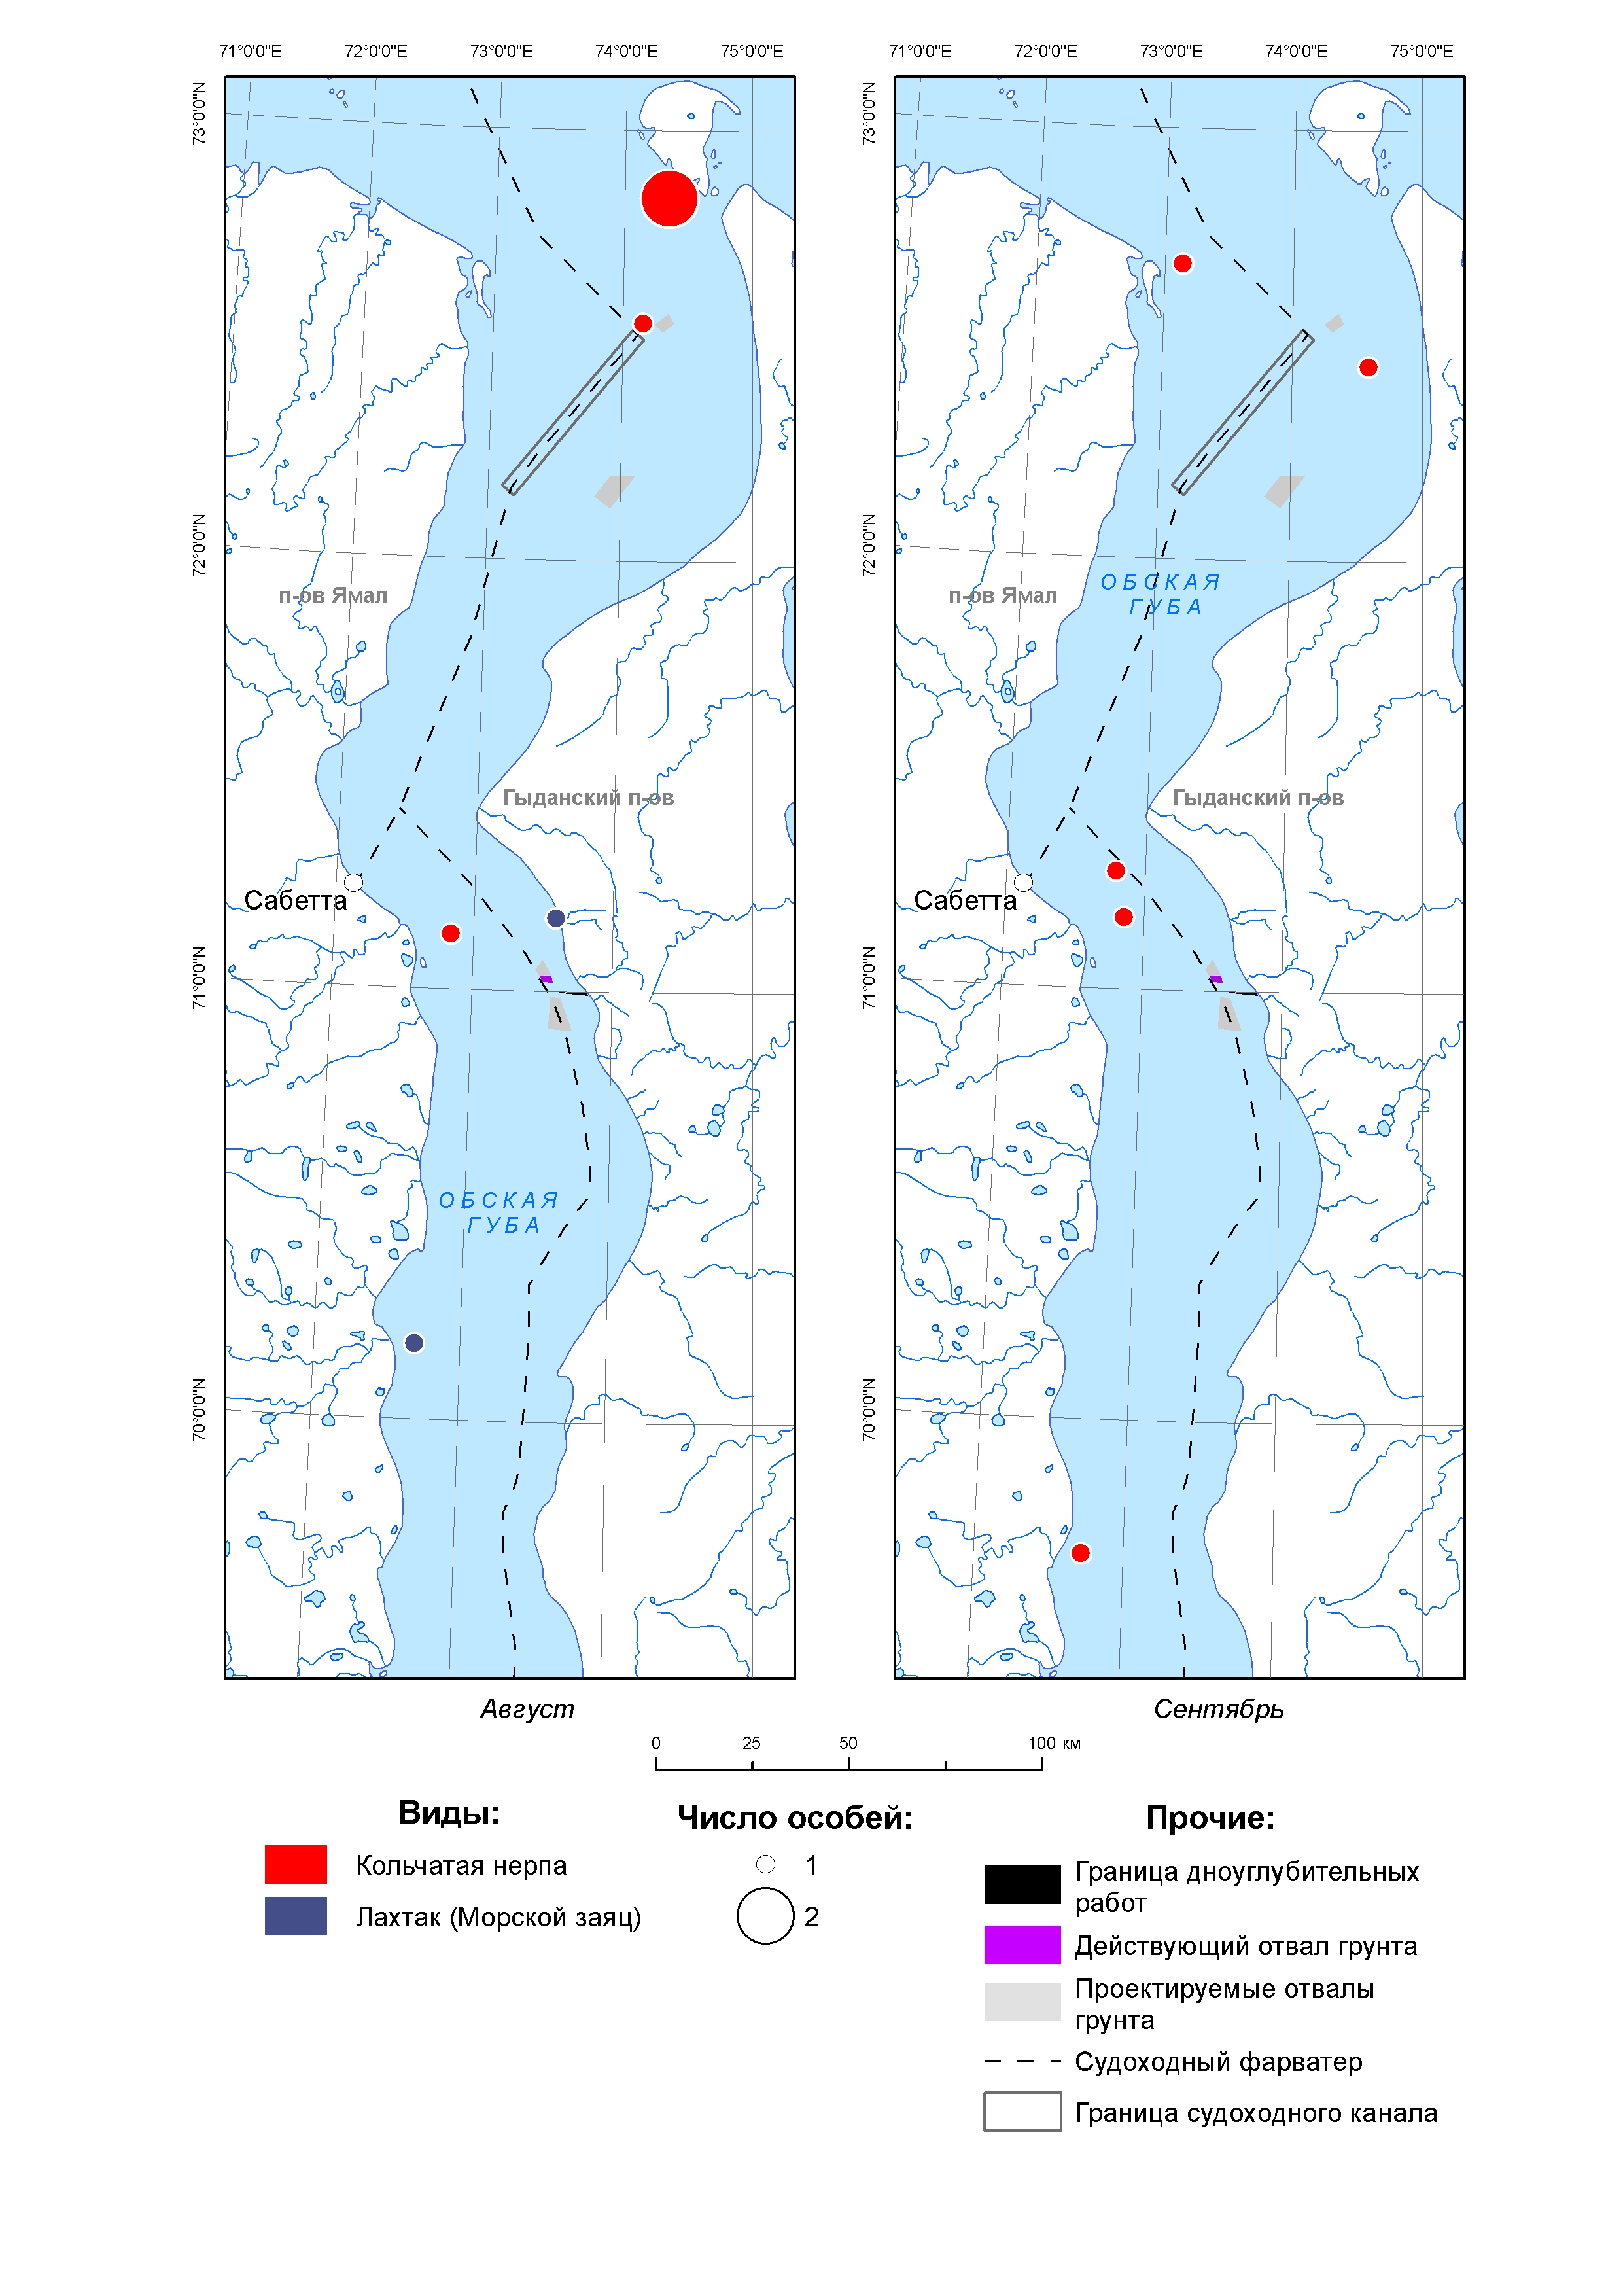 71°0'0"E 72°0'0"E 73°0'0"E 74°0'0"E 75°0'0"E
71°0'0"E 72°0'0"E 73°0'0"E 74°0'0"E 75°0'0"E
73°0'0"N
73°0'0"N
72°0'0"N
72°0'0"N
ОБСКАЯ
ГУБА
п-ов Ямал
п-ов Ямал
Гыданский п-ов
Гыданский п-ов
Сабетта
Сабетта
71°0'0"N
71°0'0"N
ОБСКАЯ
ГУБА
70°0'0"N
70°0'0"N
Август
Сентябрь
0 25 50 100 км
Виды:
Кольчатая нерпа
Лахтак (Морской заяц)
Число особей:
1
2
Прочие:
Граница дноуглубительных
работ
Действующий отвал грунта
Проектируемые отвалы
грунта
Судоходный фарватер
Граница судоходного канала